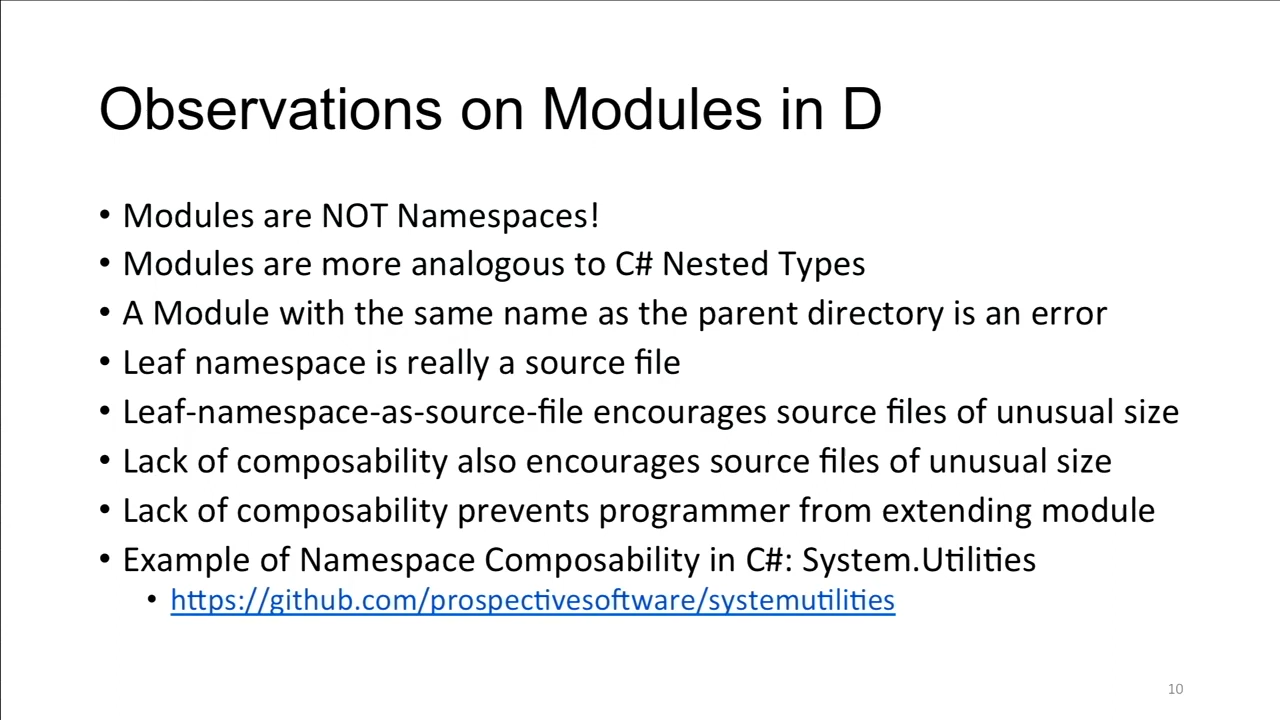 Observations on Modules in D
• Modules are NOT Namespaces!
• Modules are more analogous to C# Nested Types
• A Module with the same name as the parent directory is an error
• Leaf namespace is really a source file
• Leaf-namespace-as-source-file encourages source files of unusual size
• Lack of composability also encourages source files of unusual size
• Lack of composability prevents programmer from extending module
• Example of Namespace Composability in C#: System.Utilities
• https://github.com/prospectivesoftware/systemutilities
10